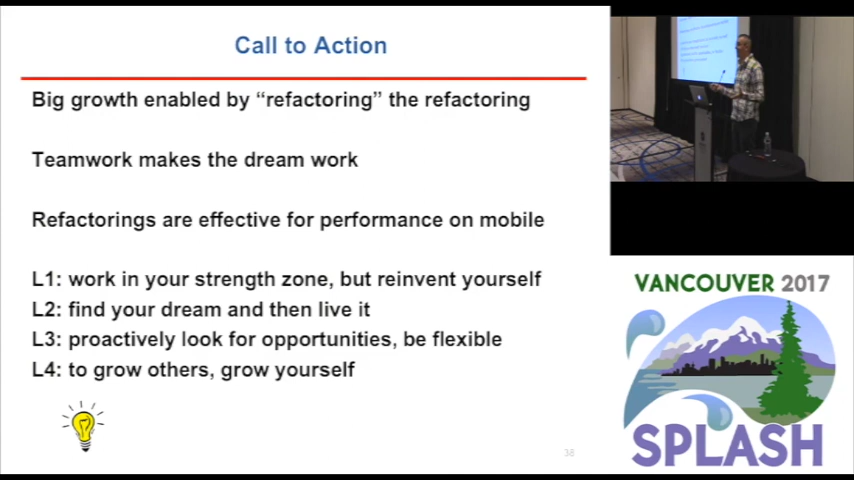 Call to Action
Big growth enabled by “refactoring” the refactoring
Teamwork makes the dream work
Refactorings are effective for performance on mobile
L1: work in your strength zone, but reinvent yourself
L2: find your dream and then live it
L3: proactively look for opportunities, be flexible
L4: to grow others, grow yourself
38
VANCOUVER 2017
SPLASH